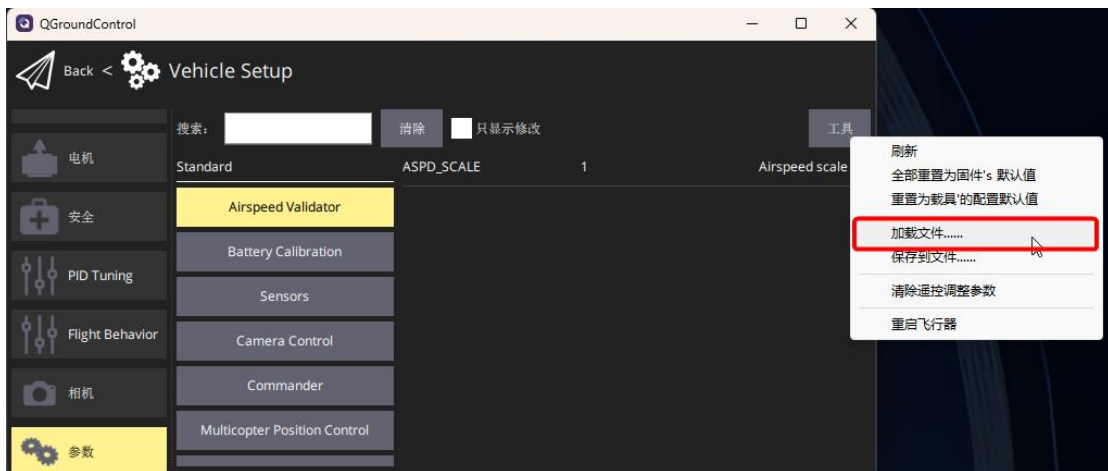 QGroundControl
Back < Vehicle Setup
搜索：
清除
只显示修改
工具
电机
安全
PID Tuning
Flight Behavior
相机
参数
Standard
Airspeed Validator
Battery Calibration
Sensors
Camera Control
Commander
Multicopter Position Control
ASPD_SCALE 1 Airspeed scale
刷新
全部重置为固件's 默认值
重置为载具'的配置默认值
加载文件......
保存到文件......
清除遥控调整参数
重启飞行器